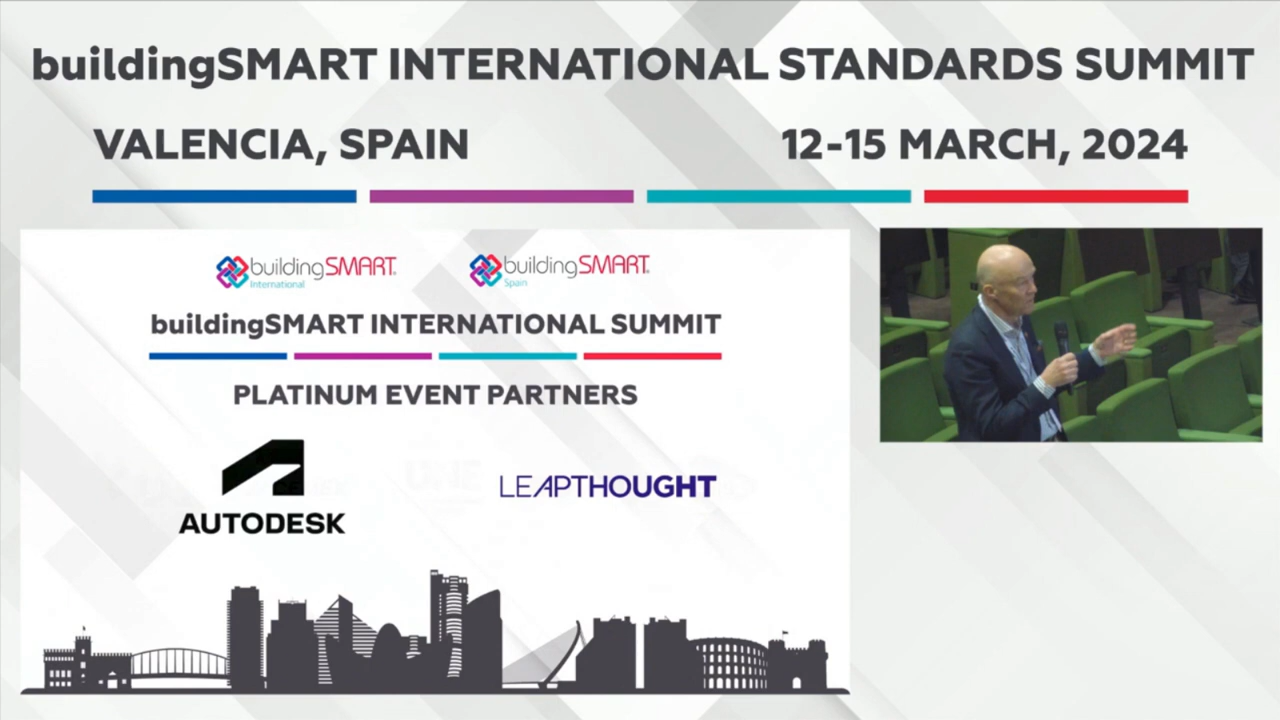 buildingSMART INTERNATIONAL STANDARDS SUMMIT
VALENCIA, SPAIN
12-15 MARCH, 2024
buildingSMART
International
buildingSMART
Spain
buildingSMART INTERNATIONAL SUMMIT
PLATINUM EVENT PARTNERS
AUTODESK
LEAPTHOUGHT